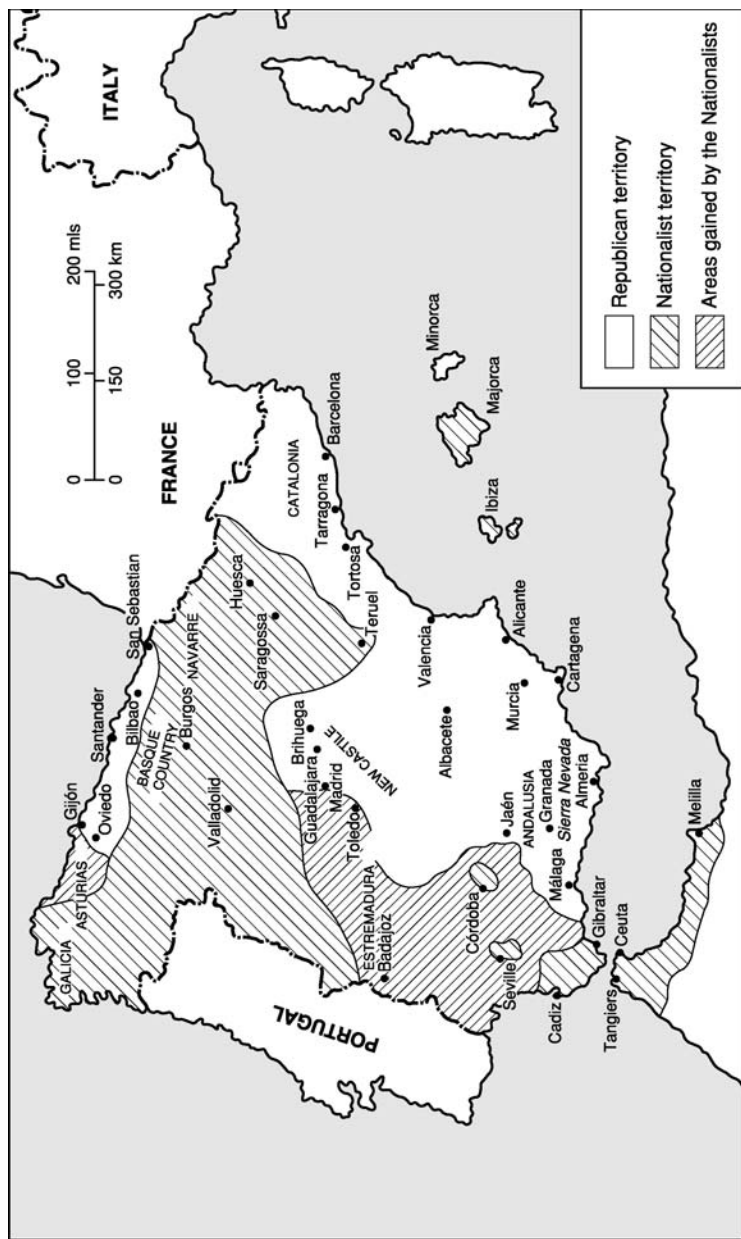 ITALY
FRANCE
0 100 200 mls
0 150 300 km
GALICIA
ASTURIAS
Gijón
Oviedo
Santander
Bilbao
San Sebastian
BASQUE
COUNTRY
NAVARRE
Burgos
Huesca
Saragossa
Valladolid
CATALONIA
Barcelona
Tarragona
Tortosa
Teruel
Brihuega
Guadalajara
Madrid
NEW CASTILE
Toledo
PORTUGAL
ESTREMADURA
Badajoz
Valencia
Albacete
Minorca
Majorca
Ibiza
Alicante
Murcia
Cartagena
Córdoba
Jaén
ANDALUSIA
Granada
Sierra Nevada
Almería
Seville
Málaga
Cadiz
Gibraltar
Ceuta
Tangiers
Melilla
Republican territory
Nationalist territory
Areas gained by the Nationalists